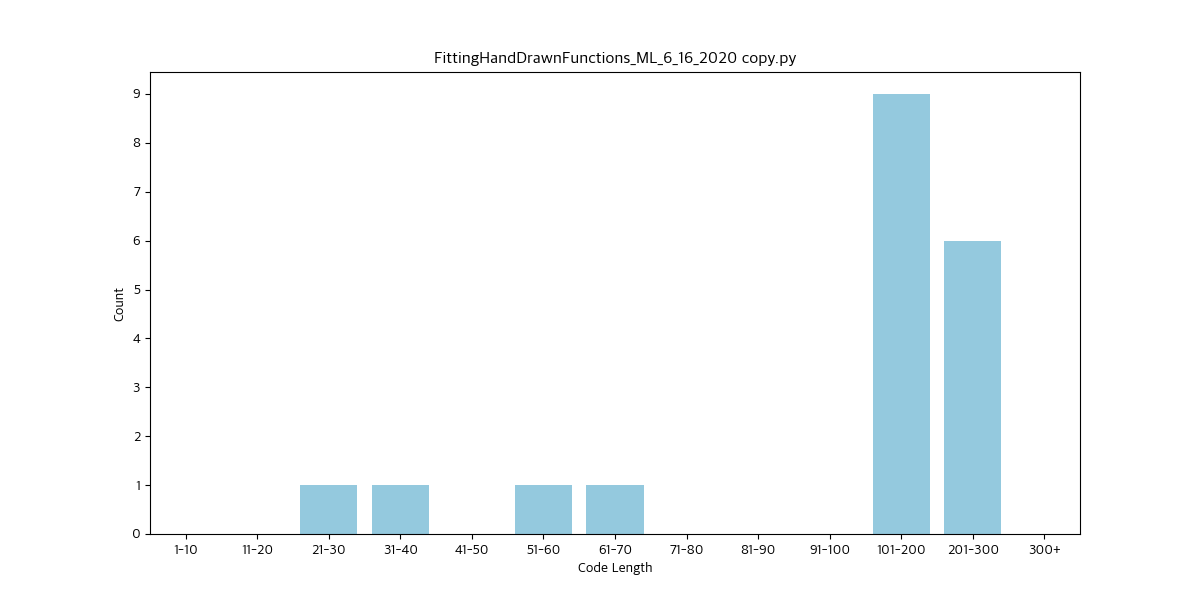 FittingHandDrawnFunctions_ML_6_16_2020 copy.py
9
8
7
6
5
4
3
2
1
0
Count
1-10 11-20 21-30 31-40 41-50 51-60 61-70 71-80 81-90 91-100 101-200 201-300 300+
Code Length